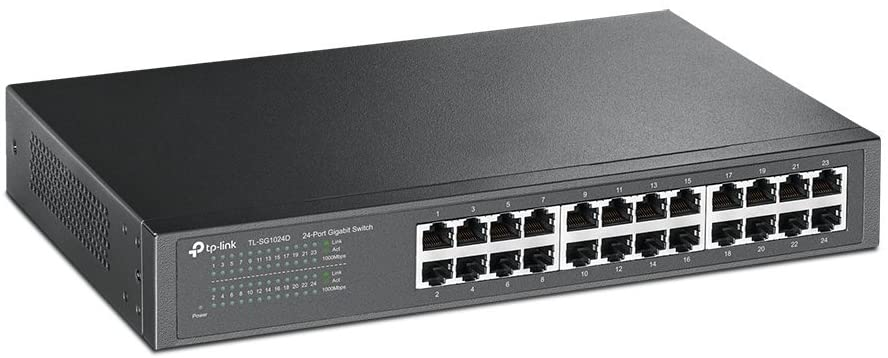 tp-link TL-SG1024D 24-Port Gigabit Switch
Link
Act
1 3 5 7 9 11 13 15 17 19 21 23 1000Mbps
Link
Act
2 4 6 8 10 12 14 16 18 20 22 24 1000Mbps
Power
1 3 5 7 9 11 13 15 17 19 21 23
2 4 6 8 10 12 14 16 18 20 22 24